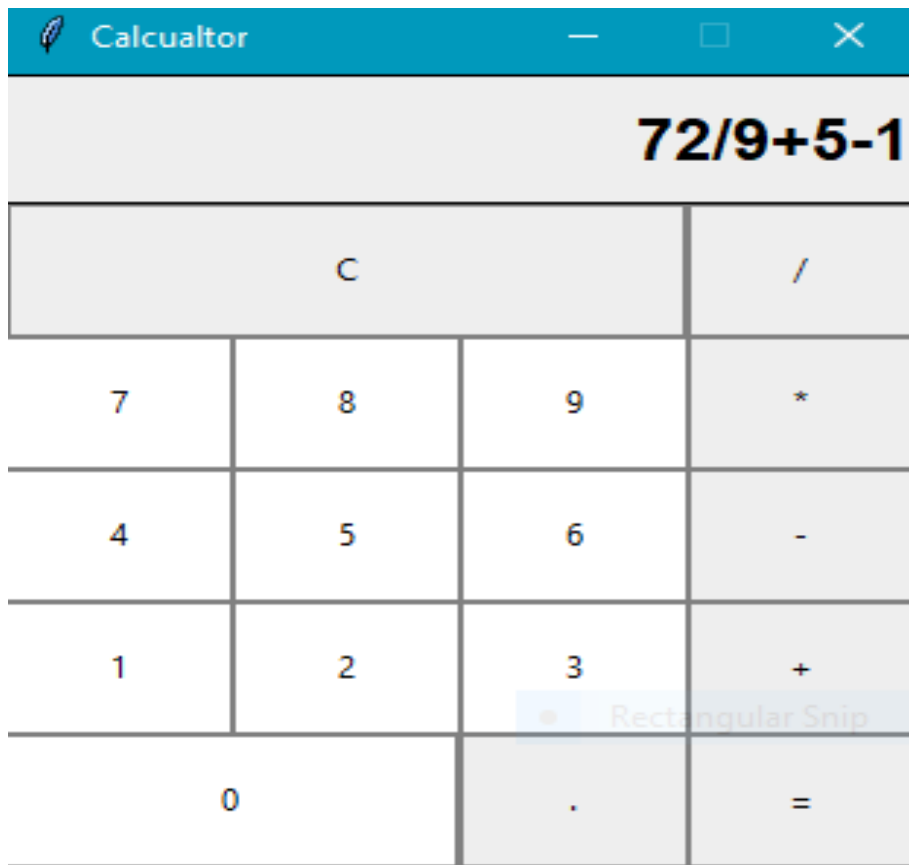 Calcualtor
72/9+5-1
C /
7 8 9 *
4 5 6 -
1 2 3 +
Rectangular Snip
0 . =